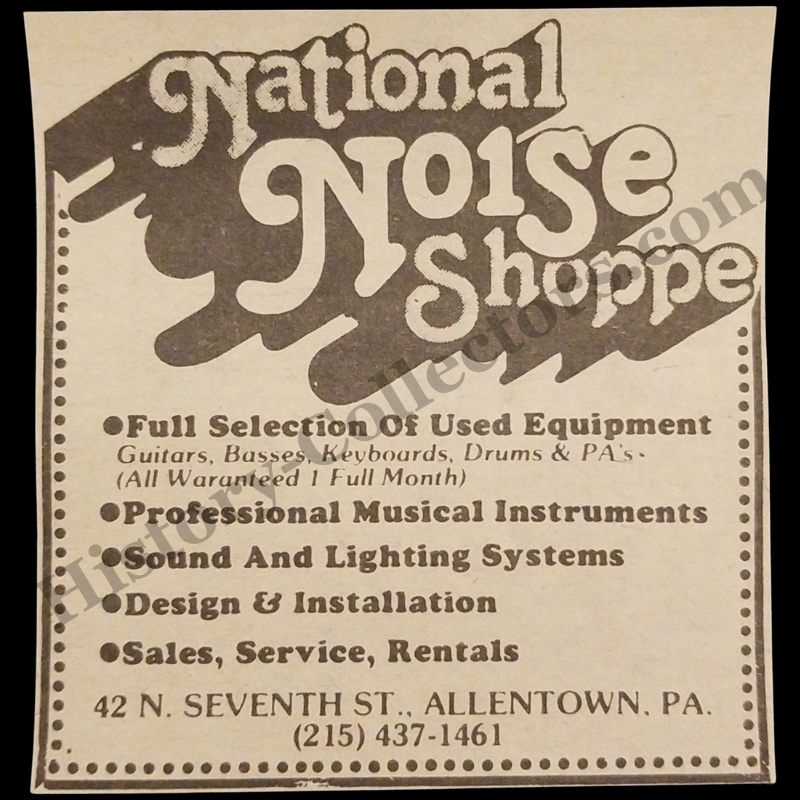 National
Noise
Shoppe
●Full Selection Of Used Equipment
Guitars, Basses, Keyboards, Drums & PA's.
(All Waranteed 1 Full Month)
●Professional Musical Instruments
●Sound And Lighting Systems
●Design & Installation
●Sales, Service, Rentals
42 N. SEVENTH ST., ALLENTOWN, PA.
(215) 437-1461
History-Collectors.com